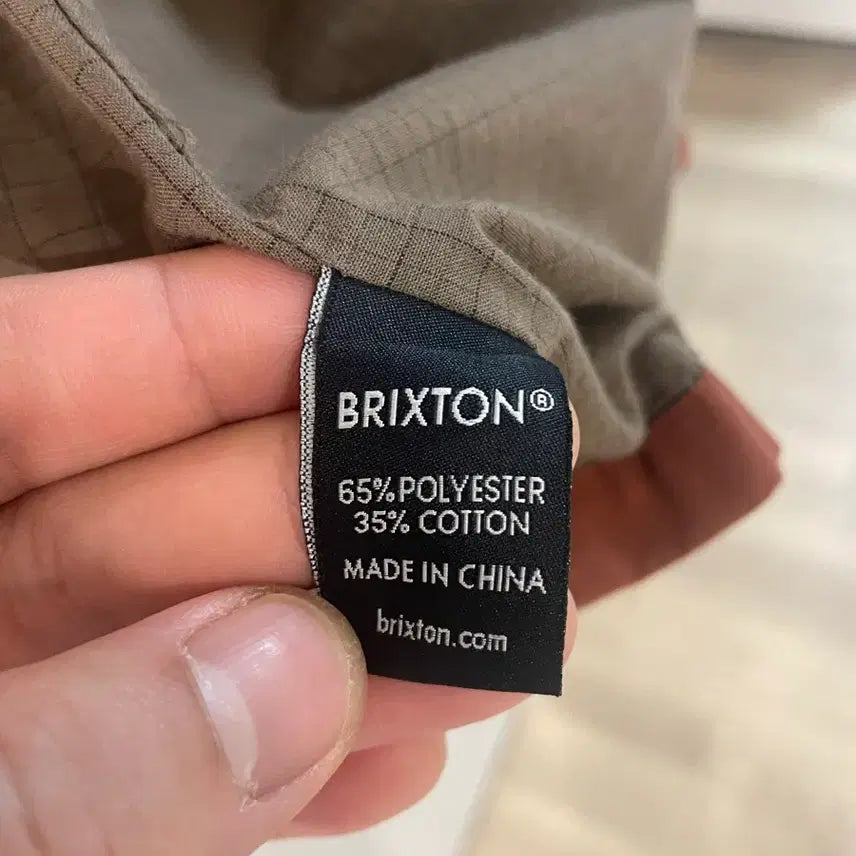 BRIXTON®
65%POLYESTER
35% COTTON
MADE IN CHINA
brixton.com